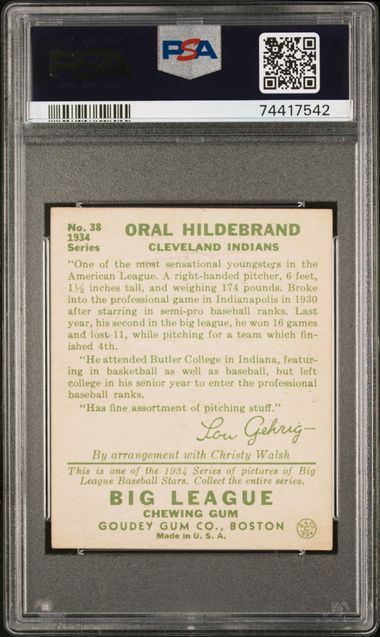 PSA
74417542
No. 38
1934
Series
ORAL HILDEBRAND
CLEVELAND INDIANS
"One of the most sensational youngsters in the
American League. A right-handed pitcher, 6 feet,
1½ inches tall, and weighing 174 pounds. Broke
into the professional game in Indianapolis in 1930
after starring in semi-pro baseball ranks. Last
year, his second in the big league, he won 16 games
and lost 11, while pitching for a team which fin-
ished 4th.
"He attended Butler College in Indiana, featur-
ing in basketball as well as baseball, but left
college in his senior year to enter the professional
baseball ranks.
"Has fine assortment of pitching stuff."
Lou Gehrig
By arrangement with Christy Walsh
This is one of the 1934 Series of pictures of Big
League Baseball Stars. Collect the entire series.
BIG LEAGUE
CHEWING GUM
GOUDEY GUM CO., BOSTON
Made in U. S. A.